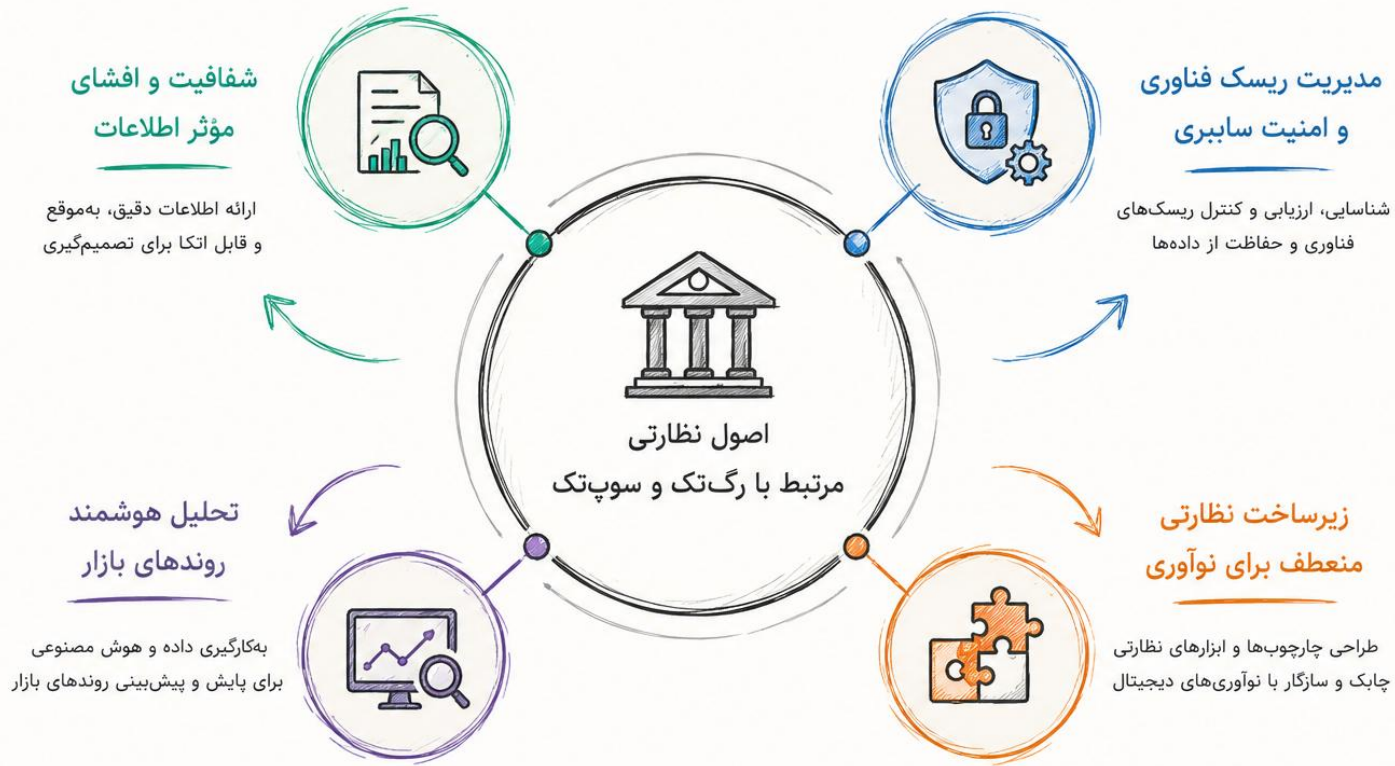 مدیریت ریسک فناوری
و امنیت سایبری
شناسایی، ارزیابی و کنترل ریسک‌های
فناوری و حفاظت از داده‌ها
شفافیت و افشای
مؤثر اطلاعات
ارائه اطلاعات دقیق، به‌موقع
و قابل اتکا برای تصمیم‌گیری
اصول نظارتی
مرتبط با رگ‌تک و سوپ‌تک
زیرساخت نظارتی
منعطف برای نوآوری
طراحی چارچوب‌ها و ابزارهای نظارتی
چابک و سازگار با نوآوری‌های دیجیتال
تحلیل هوشمند
روندهای بازار
به‌کارگیری داده و هوش مصنوعی
برای پایش و پیش‌بینی روندهای بازار